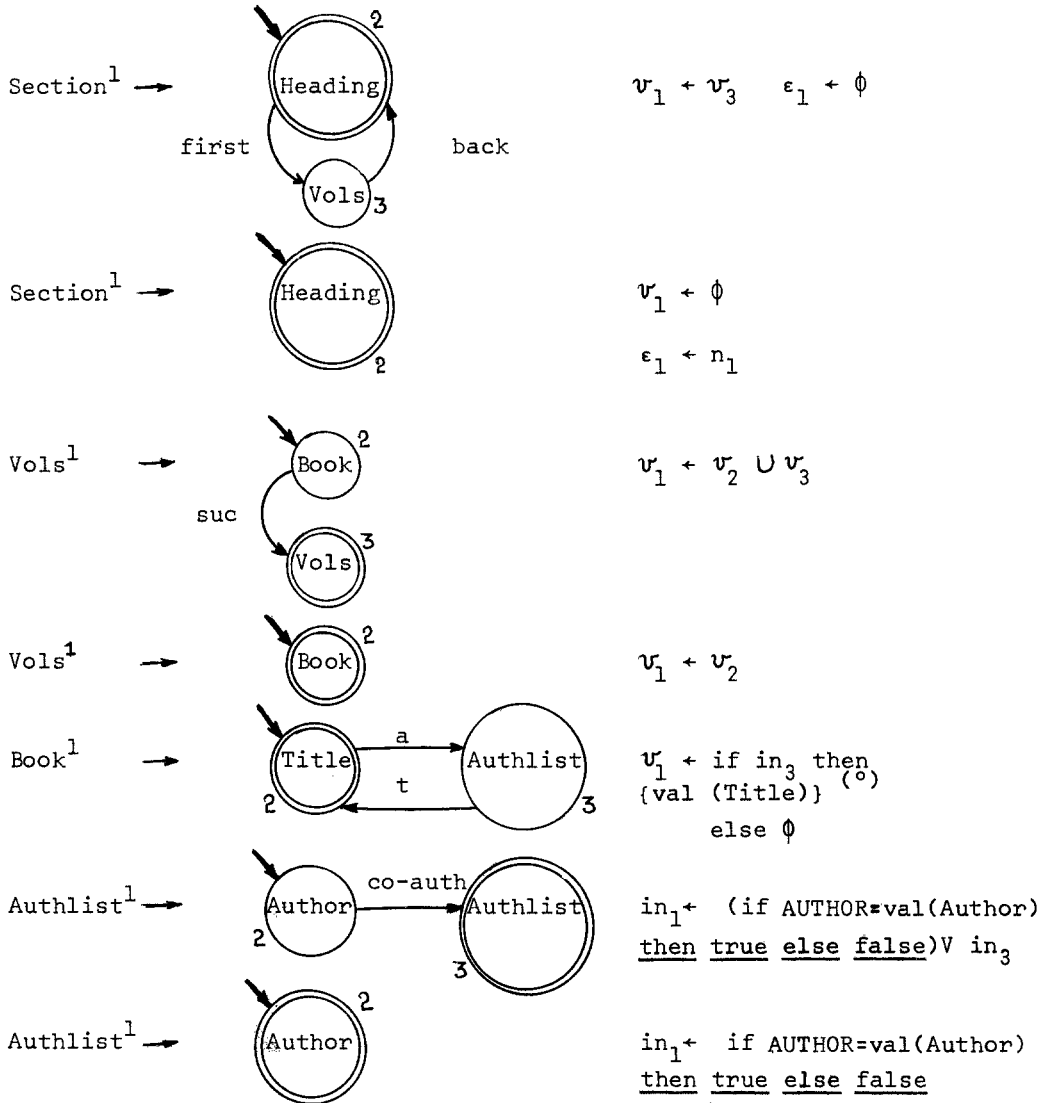 2
Section¹ → Heading v₁ ← v₃ ε₁ ← ϕ
first back
Vols 3
Section¹ → Heading v₁ ← ϕ
2 ε₁ ← n₁
Vols¹ → Book 2 v₁ ← v₂ ∪ v₃
suc
Vols 3
Vols¹ → Book 2 v₁ ← v₂
Book¹ → Title a Authlist v₁ ← if in₃ then
2 t 3 {val (Title)} (°)
else ϕ
Authlist¹ → Author co-auth Authlist in₁← (if AUTHOR=val(Author)
2 3 then true else false)V in₃
Authlist¹ → Author 2 in₁← if AUTHOR=val(Author)
then true else false